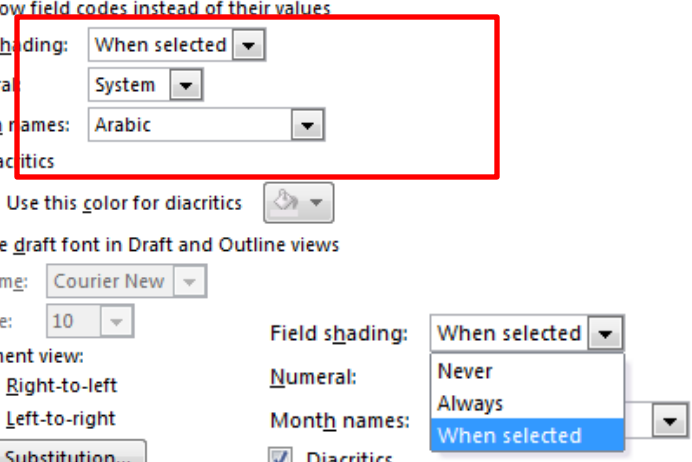 ow field codes instead of their values
hading: When selected
ral: System
names: Arabic
acritics
Use this color for diacritics
e draft font in Draft and Outline views
me: Courier New
e: 10
ment view:
Right-to-left
Left-to-right
Substitution...
Field shading: When selected
Never
Always
When selected
Numeral:
Month names:
Diacritics